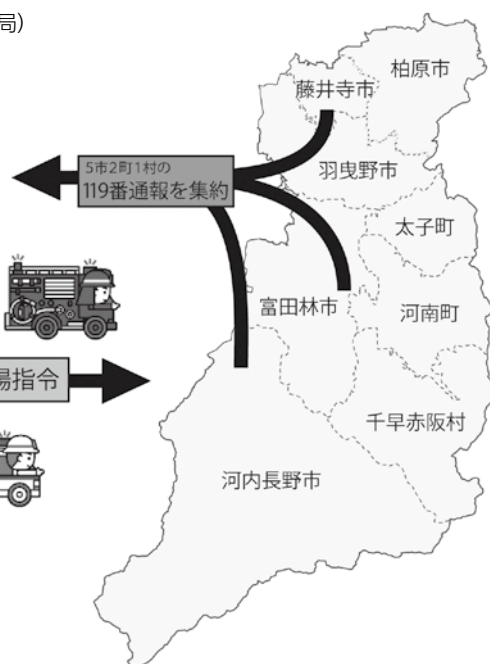 局)
柏原市
藤井寺市
5市2町1村の
119番通報を集約
羽曳野市
太子町
富田林市
河南町
場指令
千早赤阪村
河内長野市